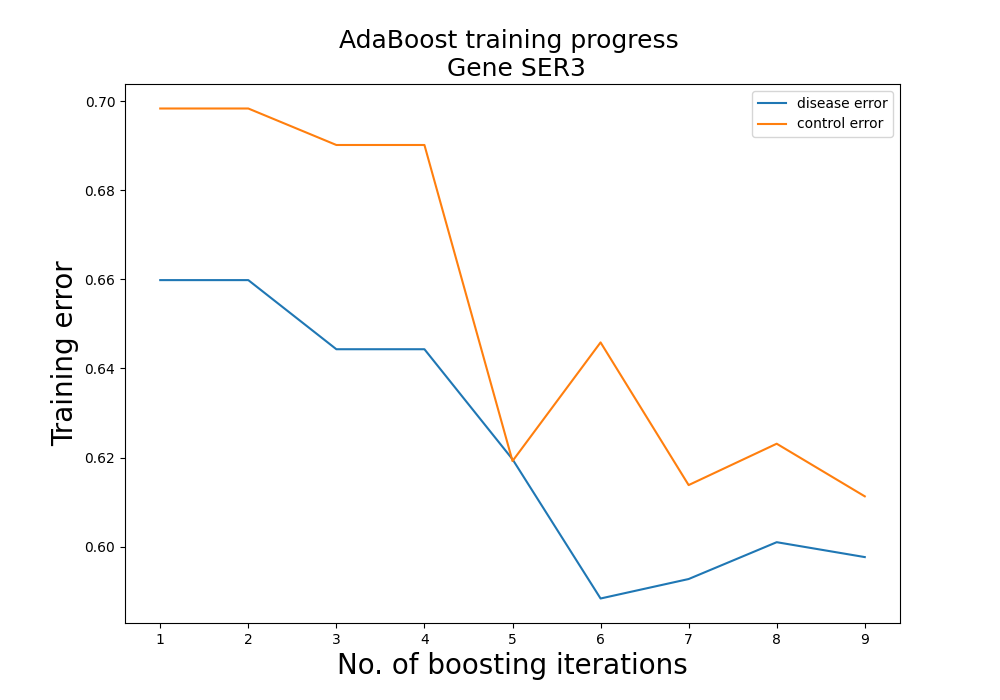 AdaBoost training progress
Gene SER3
disease error
control error
Training error
0.70
0.68
0.66
0.64
0.62
0.60
1 2 3 4 5 6 7 8 9
No. of boosting iterations